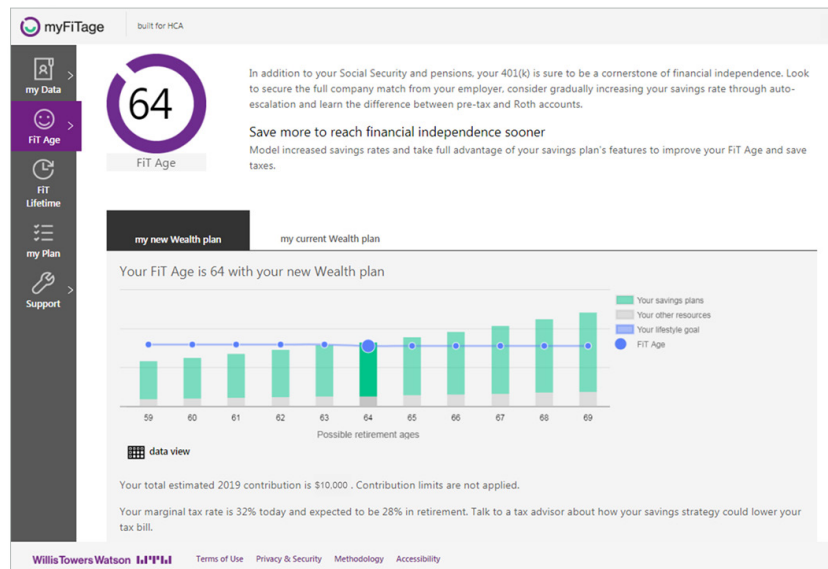 myFiTage
built for HCA
my Data
FiT Age
FiT
Lifetime
my Plan
Support
64
FiT Age
In addition to your Social Security and pensions, your 401(k) is sure to be a cornerstone of financial independence. Look
to secure the full company match from your employer, consider gradually increasing your savings rate through auto-
escalation and learn the difference between pre-tax and Roth accounts.
Save more to reach financial independence sooner
Model increased savings rates and take full advantage of your savings plan's features to improve your FiT Age and save
taxes.
my new Wealth plan
my current Wealth plan
Your FiT Age is 64 with your new Wealth plan
Your savings plans
Your other resources
Your lifestyle goal
FiT Age
59 60 61 62 63 64 65 66 67 68 69
Possible retirement ages
data view
Your total estimated 2019 contribution is $10,000 . Contribution limits are not applied.
Your marginal tax rate is 32% today and expected to be 28% in retirement. Talk to a tax advisor about how your savings strategy could lower your
tax bill.
WillisTowersWatson
Terms of Use Privacy & Security Methodology Accessibility